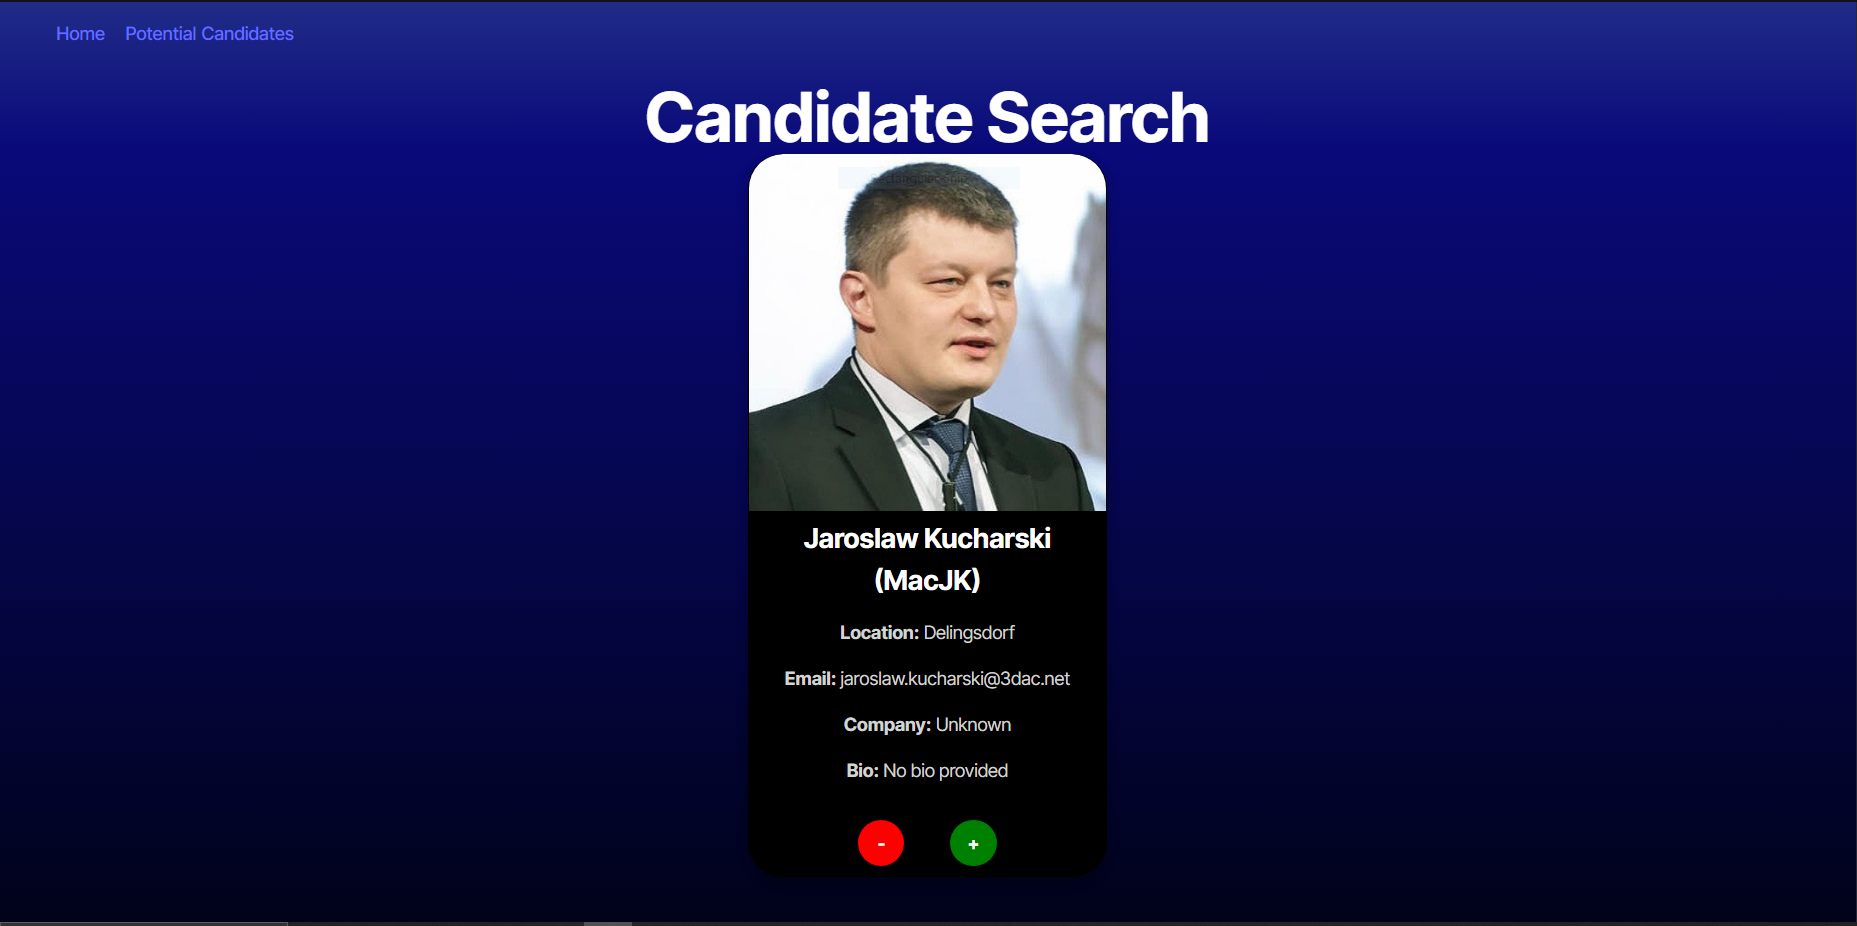 Home Potential Candidates
Candidate Search
Jaroslaw Kucharski
(MacJK)
Location: Delingsdorf
Email: jaroslaw.kucharski@3dac.net
Company: Unknown
Bio: No bio provided
- +